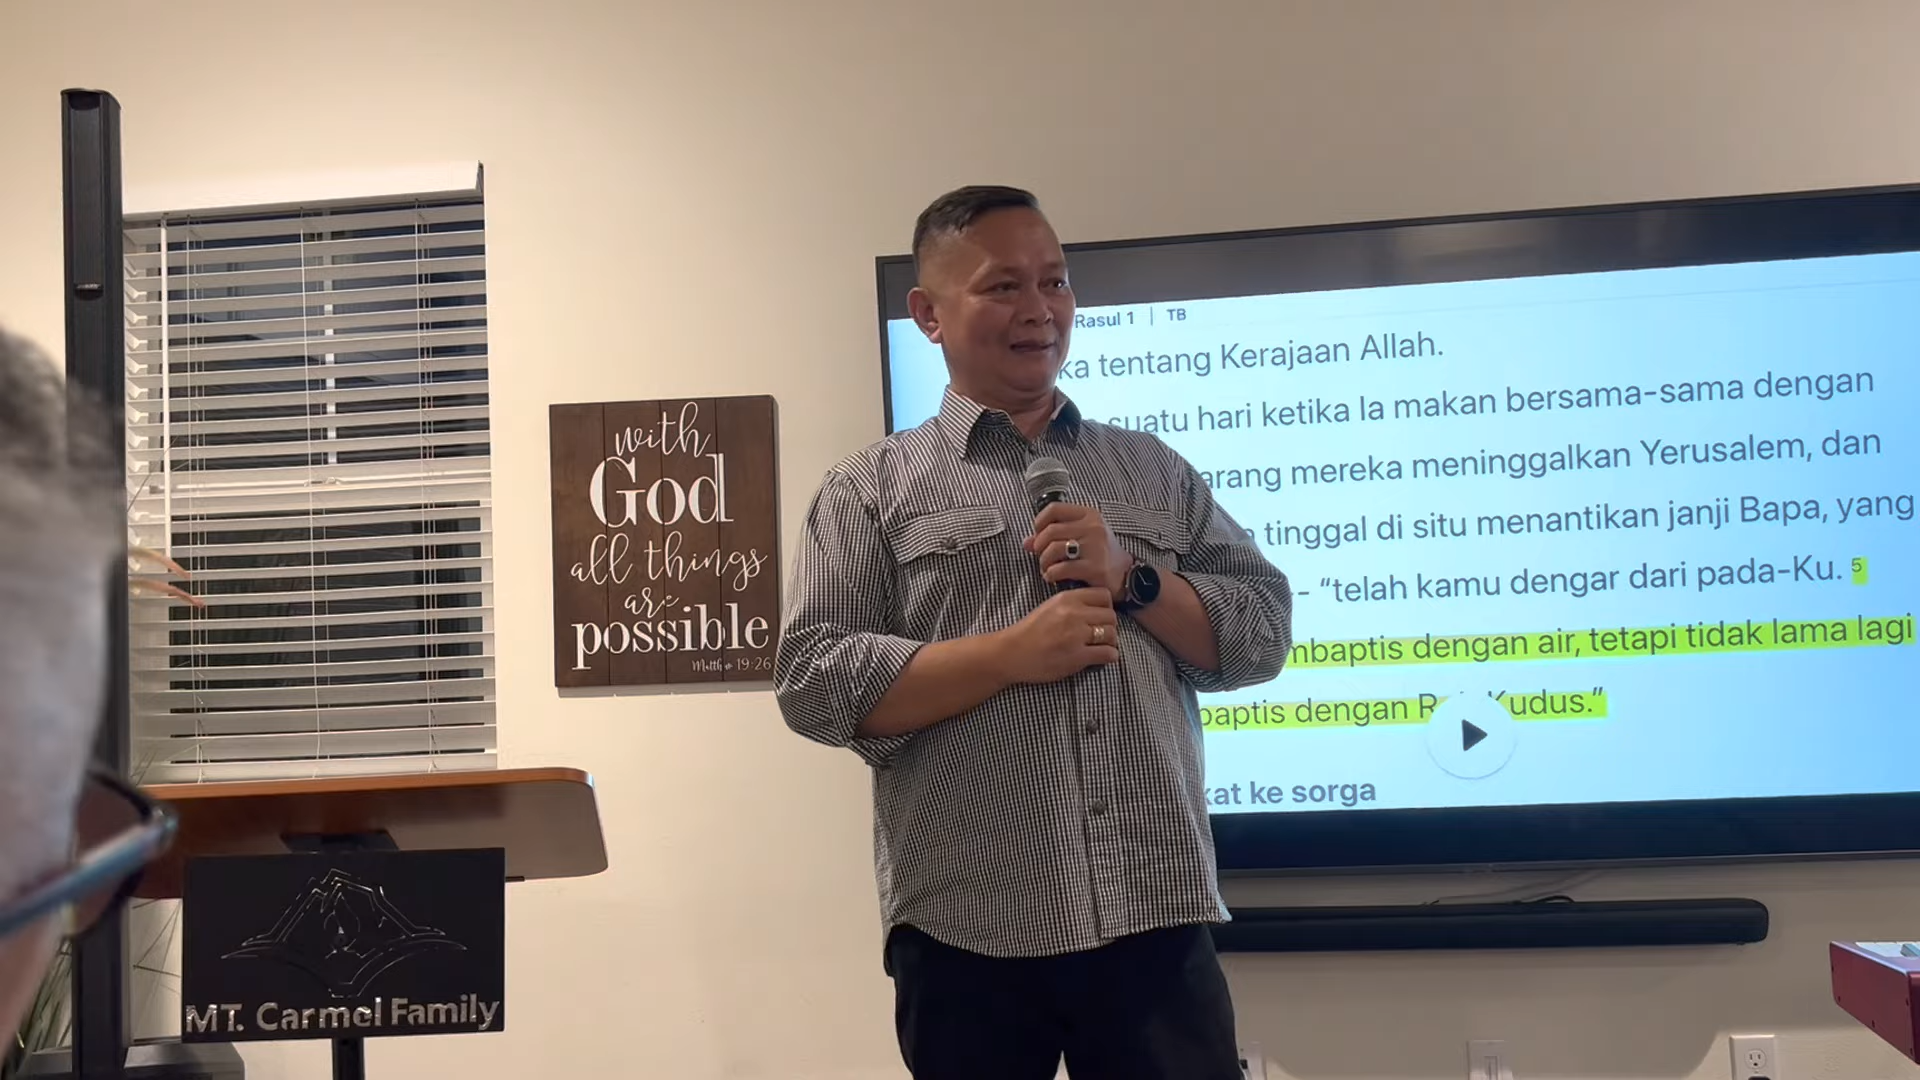 with
God
all things
are
possible
Matthew 19:26
MT. Carmel Family
Rasul 1 | TB
ka tentang Kerajaan Allah.
suatu hari ketika Ia makan bersama-sama dengan
arang mereka meninggalkan Yerusalem, dan
tinggal di situ menantikan janji Bapa, yang
-- “telah kamu dengar dari pada-Ku. 5
mbaptis dengan air, tetapi tidak lama lagi
baptis dengan R Kudus.”
kat ke sorga